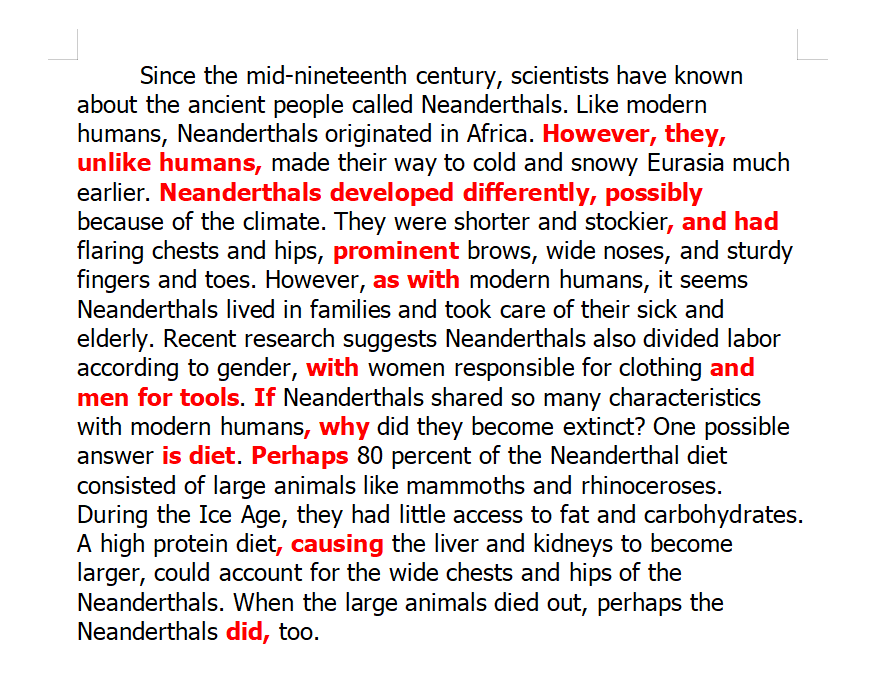 Since the mid-nineteenth century, scientists have known
about the ancient people called Neanderthals. Like modern
humans, Neanderthals originated in Africa. However, they,
unlike humans, made their way to cold and snowy Eurasia much
earlier. Neanderthals developed differently, possibly
because of the climate. They were shorter and stockier, and had
flaring chests and hips, prominent brows, wide noses, and sturdy
fingers and toes. However, as with modern humans, it seems
Neanderthals lived in families and took care of their sick and
elderly. Recent research suggests Neanderthals also divided labor
according to gender, with women responsible for clothing and
men for tools. If Neanderthals shared so many characteristics
with modern humans, why did they become extinct? One possible
answer is diet. Perhaps 80 percent of the Neanderthal diet
consisted of large animals like mammoths and rhinoceroses.
During the Ice Age, they had little access to fat and carbohydrates.
A high protein diet, causing the liver and kidneys to become
larger, could account for the wide chests and hips of the
Neanderthals. When the large animals died out, perhaps the
Neanderthals did, too.